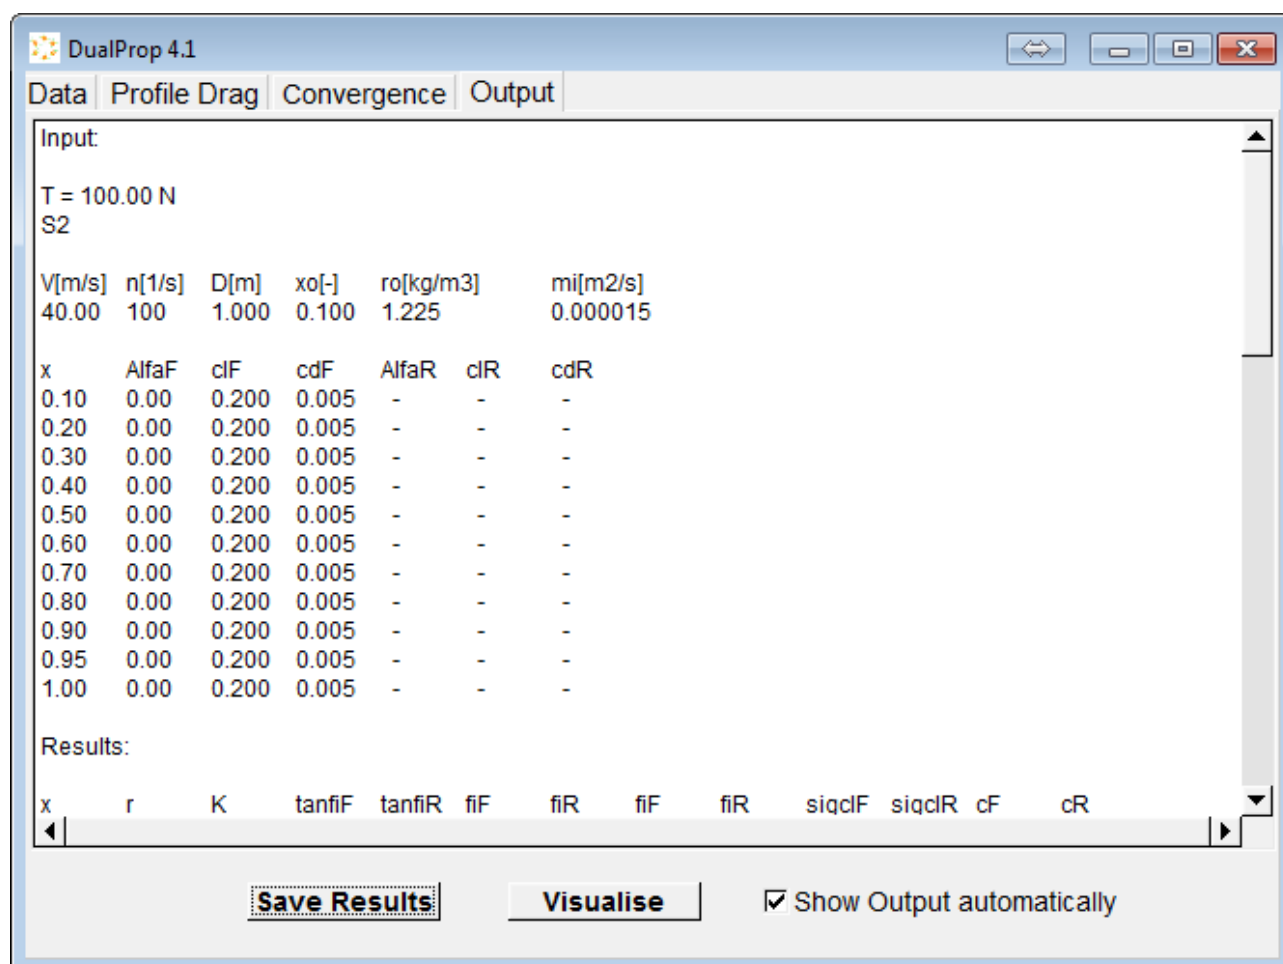 DualProp 4.1
Data Profile Drag Convergence Output
Input:
T = 100.00 N
S2
V[m/s] n[1/s] D[m] xo[-] ro[kg/m3] mi[m2/s]
40.00 100 1.000 0.100 1.225 0.000015
x AlfaF clF cdF AlfaR clR cdR
0.10 0.00 0.200 0.005 - - -
0.20 0.00 0.200 0.005 - - -
0.30 0.00 0.200 0.005 - - -
0.40 0.00 0.200 0.005 - - -
0.50 0.00 0.200 0.005 - - -
0.60 0.00 0.200 0.005 - - -
0.70 0.00 0.200 0.005 - - -
0.80 0.00 0.200 0.005 - - -
0.90 0.00 0.200 0.005 - - -
0.95 0.00 0.200 0.005 - - -
1.00 0.00 0.200 0.005 - - -
Results:
x r K tanfiF tanfiR fiF fiR fiF fiR sigclF sigclR cF cR
Save Results Visualise Show Output automatically